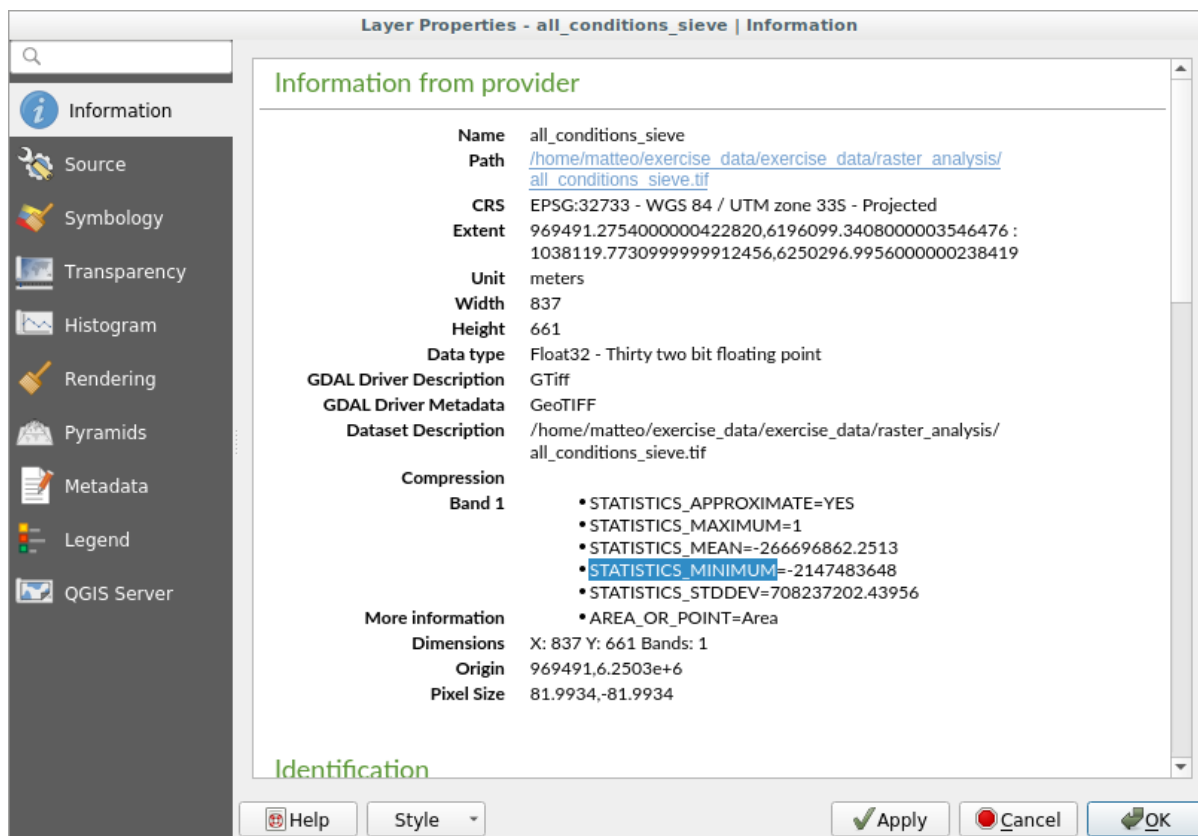 Layer Properties - all_conditions_sieve | Information
Information
Source
Symbology
Transparency
Histogram
Rendering
Pyramids
Metadata
Legend
QGIS Server
Information from provider
Name all_conditions_sieve
Path /home/matteo/exercise_data/exercise_data/raster_analysis/
all_conditions_sieve.tif
CRS EPSG:32733 - WGS 84 / UTM zone 33S - Projected
Extent 969491.2754000000422820,6196099.3408000003546476 :
1038119.7730999999912456,6250296.9956000000238419
Unit meters
Width 837
Height 661
Data type Float32 - Thirty two bit floating point
GDAL Driver Description GTiff
GDAL Driver Metadata GeoTIFF
Dataset Description /home/matteo/exercise_data/exercise_data/raster_analysis/
all_conditions_sieve.tif
Compression
Band 1 • STATISTICS_APPROXIMATE=YES
• STATISTICS_MAXIMUM=1
• STATISTICS_MEAN=-266696862.2513
• STATISTICS_MINIMUM=-2147483648
• STATISTICS_STDDEV=708237202.43956
More information • AREA_OR_POINT=Area
Dimensions X: 837 Y: 661 Bands: 1
Origin 969491,6.2503e+6
Pixel Size 81.9934,-81.9934
Identification
Help Style Apply Cancel OK